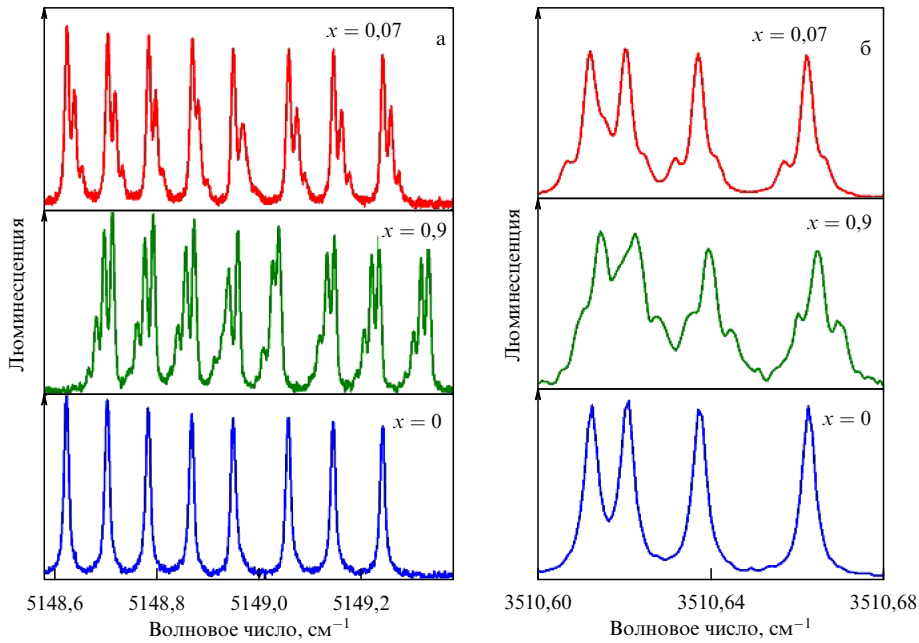 x = 0,07
а
Люминесценция
x = 0,9
x = 0
5148,6 5148,8 5149,0 5149,2
Волновое число, см⁻¹
x = 0,07
б
Люминесценция
x = 0,9
x = 0
3510,60 3510,64 3510,68
Волновое число, см⁻¹